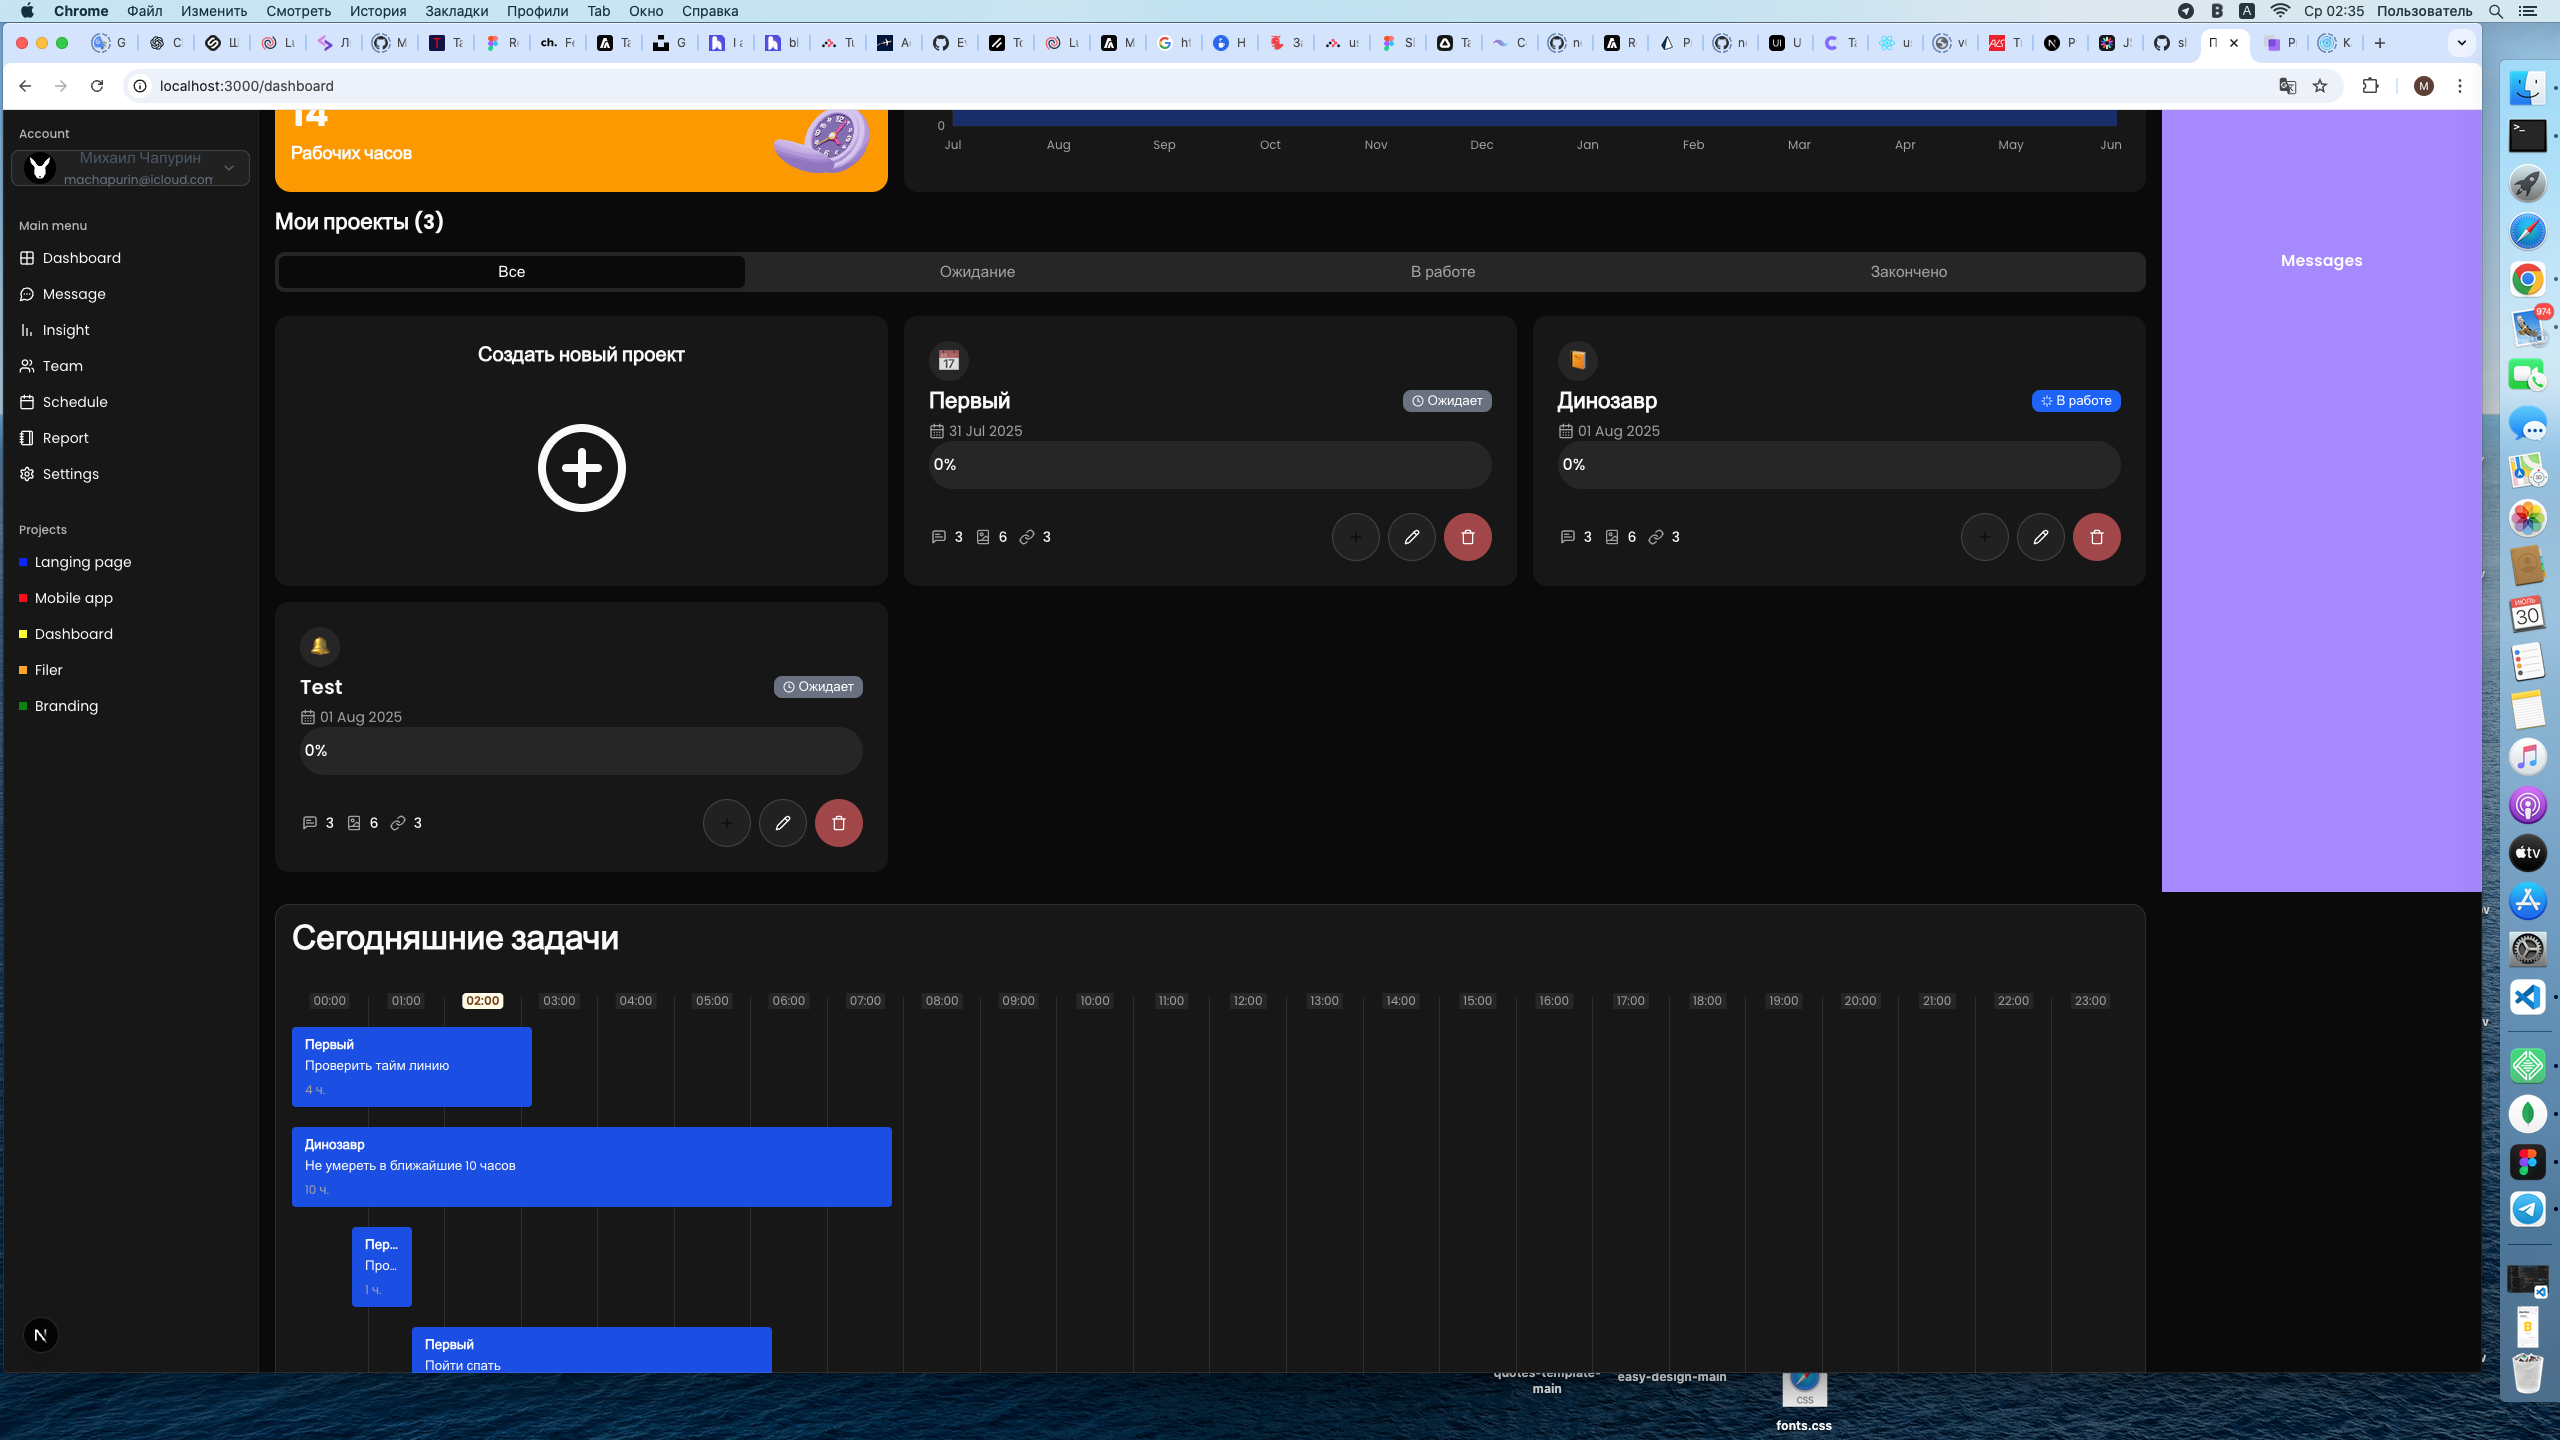 Chrome Файл Изменить Смотреть История Закладки Профили Tab Окно Справка
A Ср 02:35 Пользователь
localhost:3000/dashboard
M
Account
Михаил Чапурин
machapurin@icloud.com
Main menu
Dashboard
Message
Insight
Team
Schedule
Report
Settings
Projects
Langing page
Mobile app
Dashboard
Filer
Branding
N
14
Рабочих часов
0
Jul Aug Sep Oct Nov Dec Jan Feb Mar Apr May Jun
Messages
Мои проекты (3)
Все Ожидание В работе Закончено
Создать новый проект
17
Первый
Ожидает
31 Jul 2025
0%
3 6 3
Динозавр
В работе
01 Aug 2025
0%
3 6 3
Test
Ожидает
01 Aug 2025
0%
3 6 3
Сегодняшние задачи
00:00 01:00 02:00 03:00 04:00 05:00 06:00 07:00 08:00 09:00 10:00 11:00 12:00 13:00 14:00 15:00 16:00 17:00 18:00 19:00 20:00 21:00 22:00 23:00
Первый
Проверить тайм линию
4 ч.
Динозавр
Не умереть в ближайшие 10 часов
10 ч.
Пер...
Про...
1 ч.
Первый
Пойти спать
974
ИЮЛЬ
30
tv
quotes-template-
main
easy-design-main
CSS
fonts.css